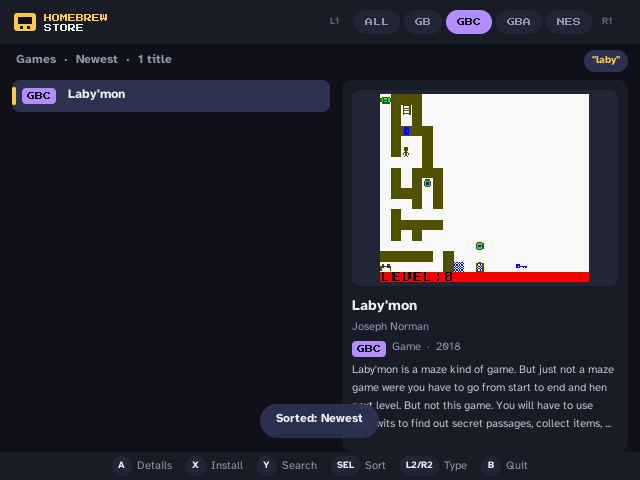 HOMEBREW
STORE
L1
ALL
GB
GBC
GBA
NES
R1
Games · Newest · 1 title
"laby"
GBC
Laby'mon
LEVEL:0
Laby'mon
Joseph Norman
GBC
Game · 2018
Laby'mon is a maze kind of game. But just not a maze
game were you have to go from start to end and hen
level. But not this game. You will have to use
wits to find out secret passages, collect items, …
Sorted: Newest
A Details
X Install
Y Search
SEL Sort
L2/R2 Type
B Quit